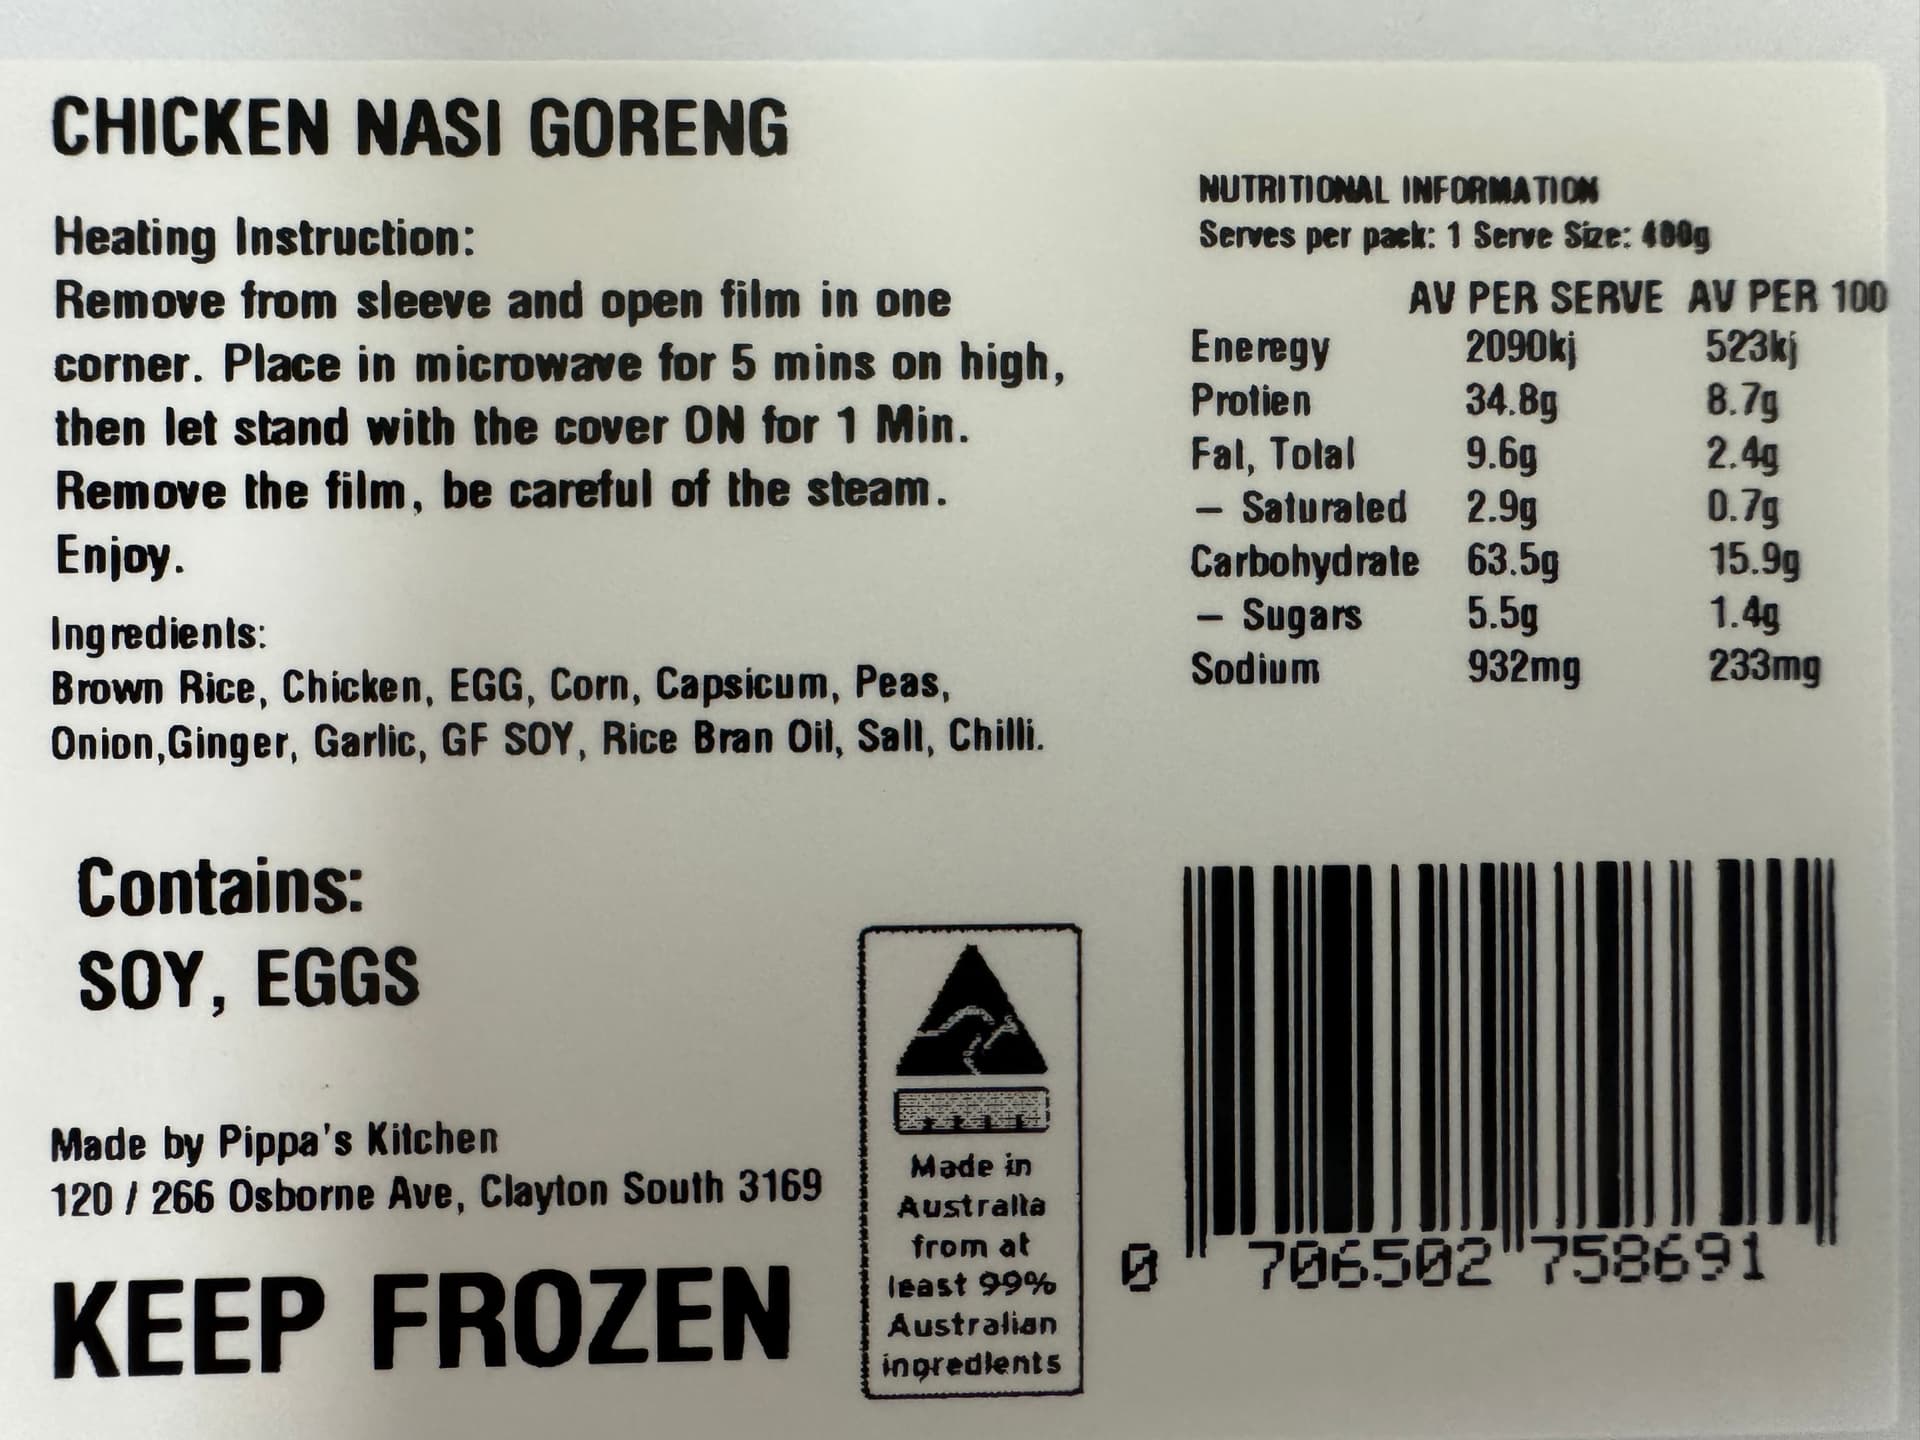 CHICKEN NASI GORENG
Heating Instruction:
Remove from sleeve and open film in one
corner. Place in microwave for 5 mins on high,
then let stand with the cover ON for 1 Min.
Remove the film, be careful of the steam.
Enjoy.
Ingredients:
Brown Rice, Chicken, EGG, Corn, Capsicum, Peas,
Onion,Ginger, Garlic, GF SOY, Rice Bran Oil, Salt, Chilli.
Contains:
SOY, EGGS
Made by Pippa's Kitchen
120 / 266 Osborne Ave, Clayton South 3169
KEEP FROZEN
NUTRITIONAL INFORMATION
Serves per pack: 1 Serve Size: 400g
AV PER SERVE AV PER 100
Eneregy 2090kj 523kj
Protien 34.8g 8.7g
Fat, Total 9.6g 2.4g
– Saturated 2.9g 0.7g
Carbohydrate 63.5g 15.9g
– Sugars 5.5g 1.4g
Sodium 932mg 233mg
Made in
Australia
from at
least 99%
Australian
ingredients
0 706502 758691